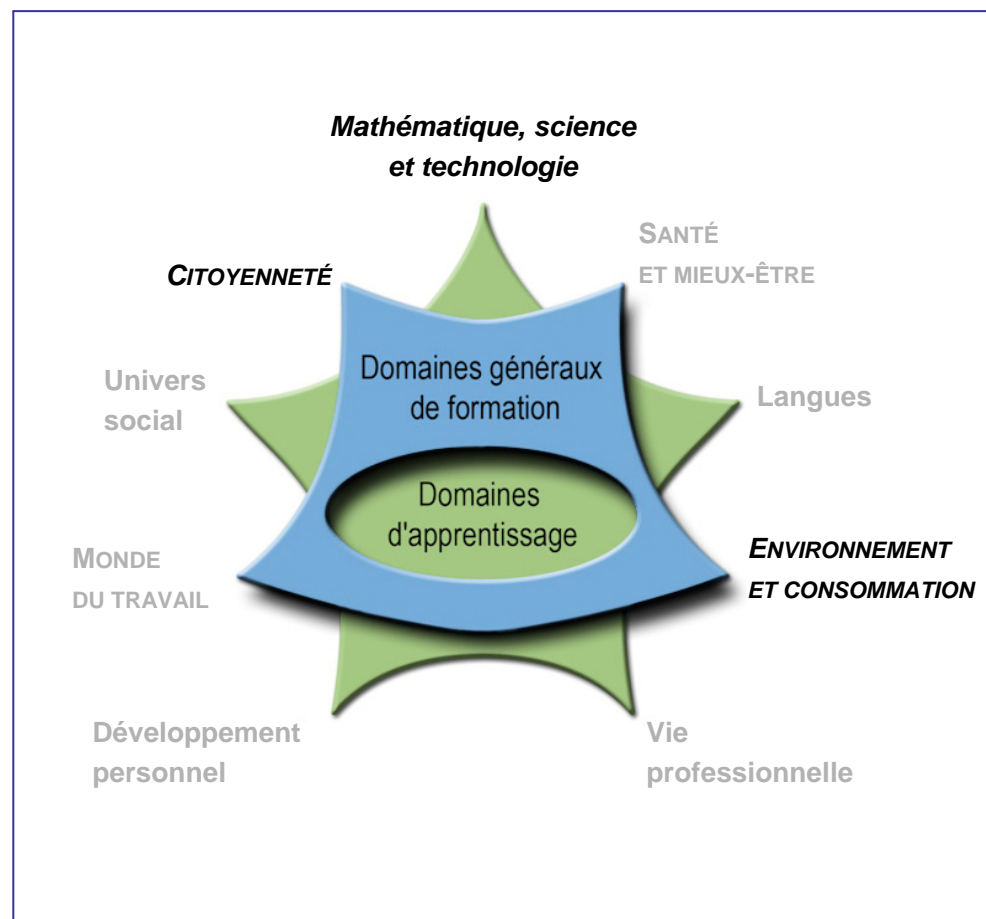 Mathématique, science
et technologie
SANTÉ
ET MIEUX-ÊTRE
CITOYENNETÉ
Domaines généraux
de formation
Univers
social
Langues
Domaines
d'apprentissage
MONDE
DU TRAVAIL
ENVIRONNEMENT
ET CONSOMMATION
Développement
personnel
Vie
professionnelle